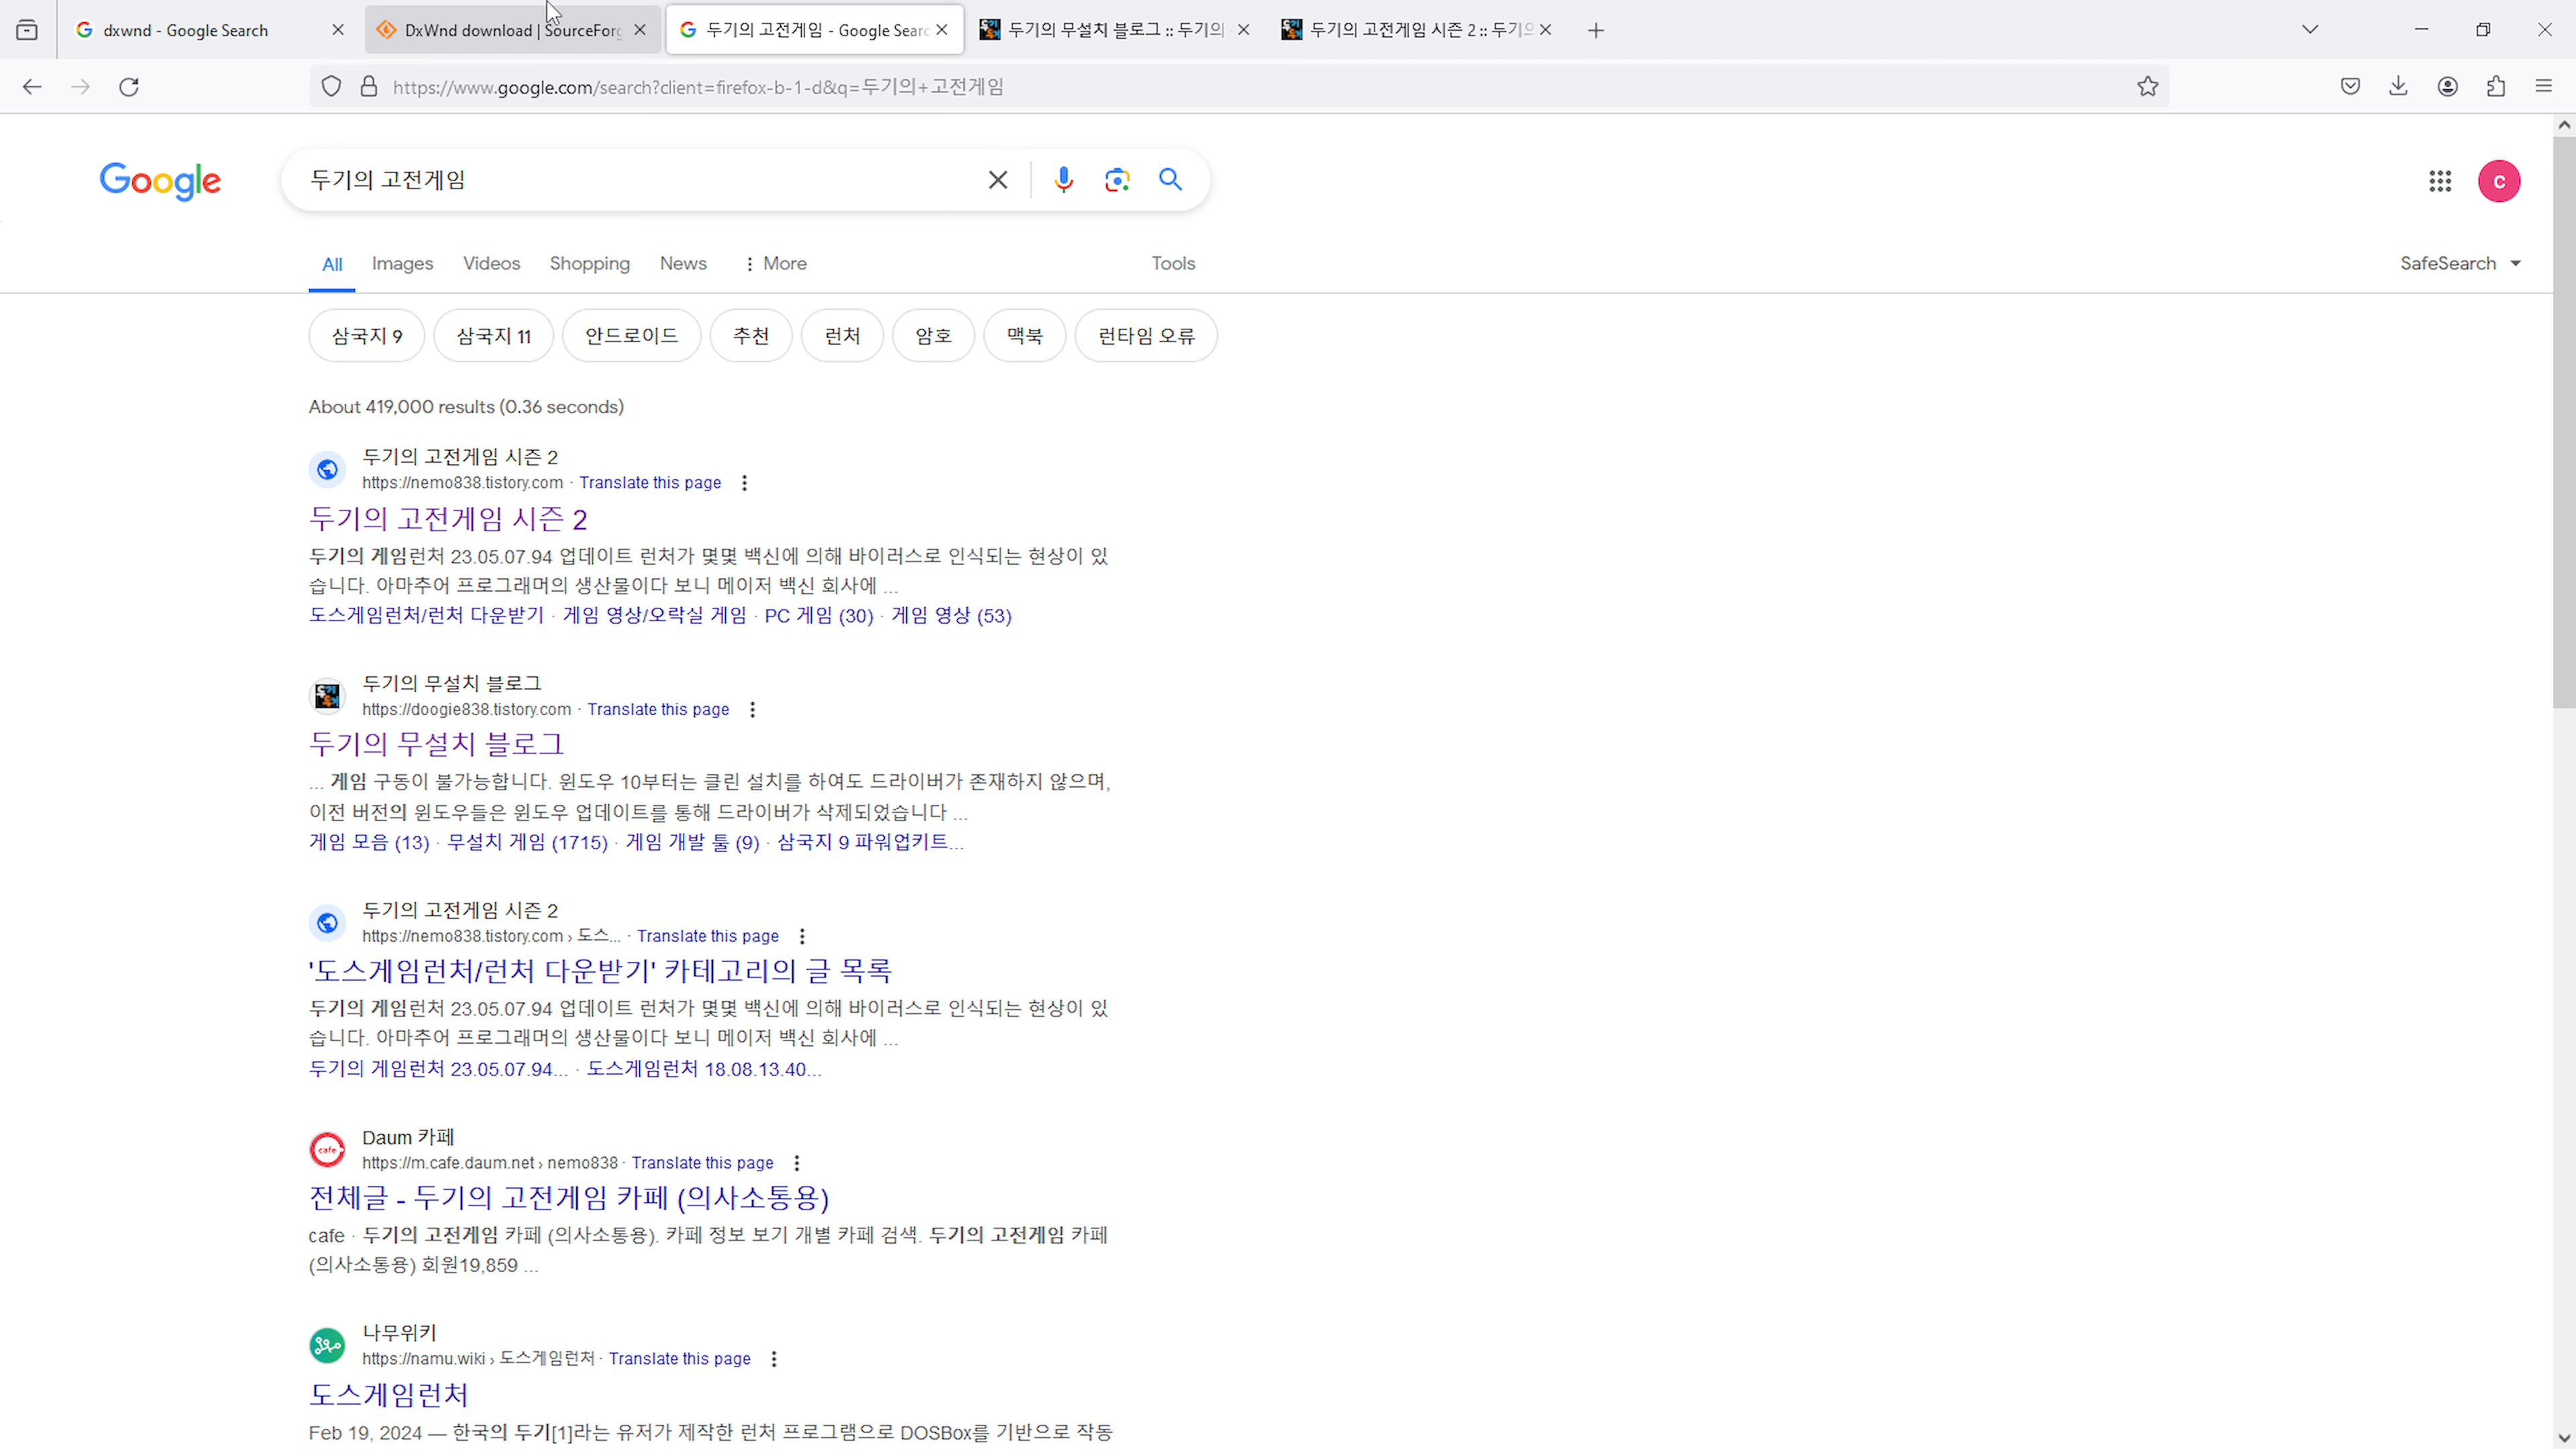 dxwnd - Google Search
DxWnd download | SourceForg
두기의 고전게임 - Google Searc
두기의 무설치 블로그 :: 두기의
두기의 고전게임 시즌 2 :: 두기의
https://www.google.com/search?client=firefox-b-1-d&q=두기의+고전게임
Google
두기의 고전게임
C
All Images Videos Shopping News More Tools SafeSearch
삼국지 9 삼국지 11 안드로이드 추천 런처 암호 맥북 런타임 오류
About 419,000 results (0.36 seconds)
두기의 고전게임 시즌 2
https://nemo838.tistory.com · Translate this page
두기의 고전게임 시즌 2
두기의 게임런처 23.05.07.94 업데이트 런처가 몇몇 백신에 의해 바이러스로 인식되는 현상이 있
습니다. 아마추어 프로그래머의 생산물이다 보니 메이저 백신 회사에 ...
도스게임런처/런처 다운받기 · 게임 영상/오락실 게임 · PC 게임 (30) · 게임 영상 (53)
두기의 무설치 블로그
https://doogie838.tistory.com · Translate this page
두기의 무설치 블로그
... 게임 구동이 불가능합니다. 윈도우 10부터는 클린 설치를 하여도 드라이버가 존재하지 않으며,
이전 버전의 윈도우들은 윈도우 업데이트를 통해 드라이버가 삭제되었습니다 ...
게임 모음 (13) · 무설치 게임 (1715) · 게임 개발 툴 (9) · 삼국지 9 파워업키트...
두기의 고전게임 시즌 2
https://nemo838.tistory.com › 도스... · Translate this page
'도스게임런처/런처 다운받기' 카테고리의 글 목록
두기의 게임런처 23.05.07.94 업데이트 런처가 몇몇 백신에 의해 바이러스로 인식되는 현상이 있
습니다. 아마추어 프로그래머의 생산물이다 보니 메이저 백신 회사에 ...
두기의 게임런처 23.05.07.94... · 도스게임런처 18.08.13.40...
cafe
Daum 카페
https://m.cafe.daum.net › nemo838 · Translate this page
전체글 - 두기의 고전게임 카페 (의사소통용)
cafe · 두기의 고전게임 카페 (의사소통용). 카페 정보 보기 개별 카페 검색. 두기의 고전게임 카페
(의사소통용) 회원19,859 ...
나무위키
https://namu.wiki › 도스게임런처 · Translate this page
도스게임런처
Feb 19, 2024 — 한국의 두기[1]라는 유저가 제작한 런처 프로그램으로 DOSBox를 기반으로 작동